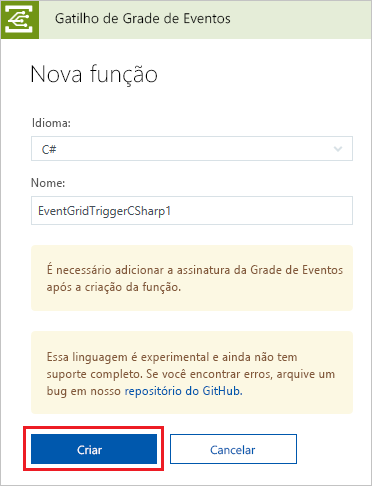 Gatilho de Grade de Eventos
Nova função
Idioma:
C#
Nome:
EventGridTriggerCSharp1
É necessário adicionar a assinatura da Grade de Eventos
após a criação da função.
Essa linguagem é experimental e ainda não tem
suporte completo. Se você encontrar erros, arquive um
bug em nosso repositório do GitHub.
Criar
Cancelar